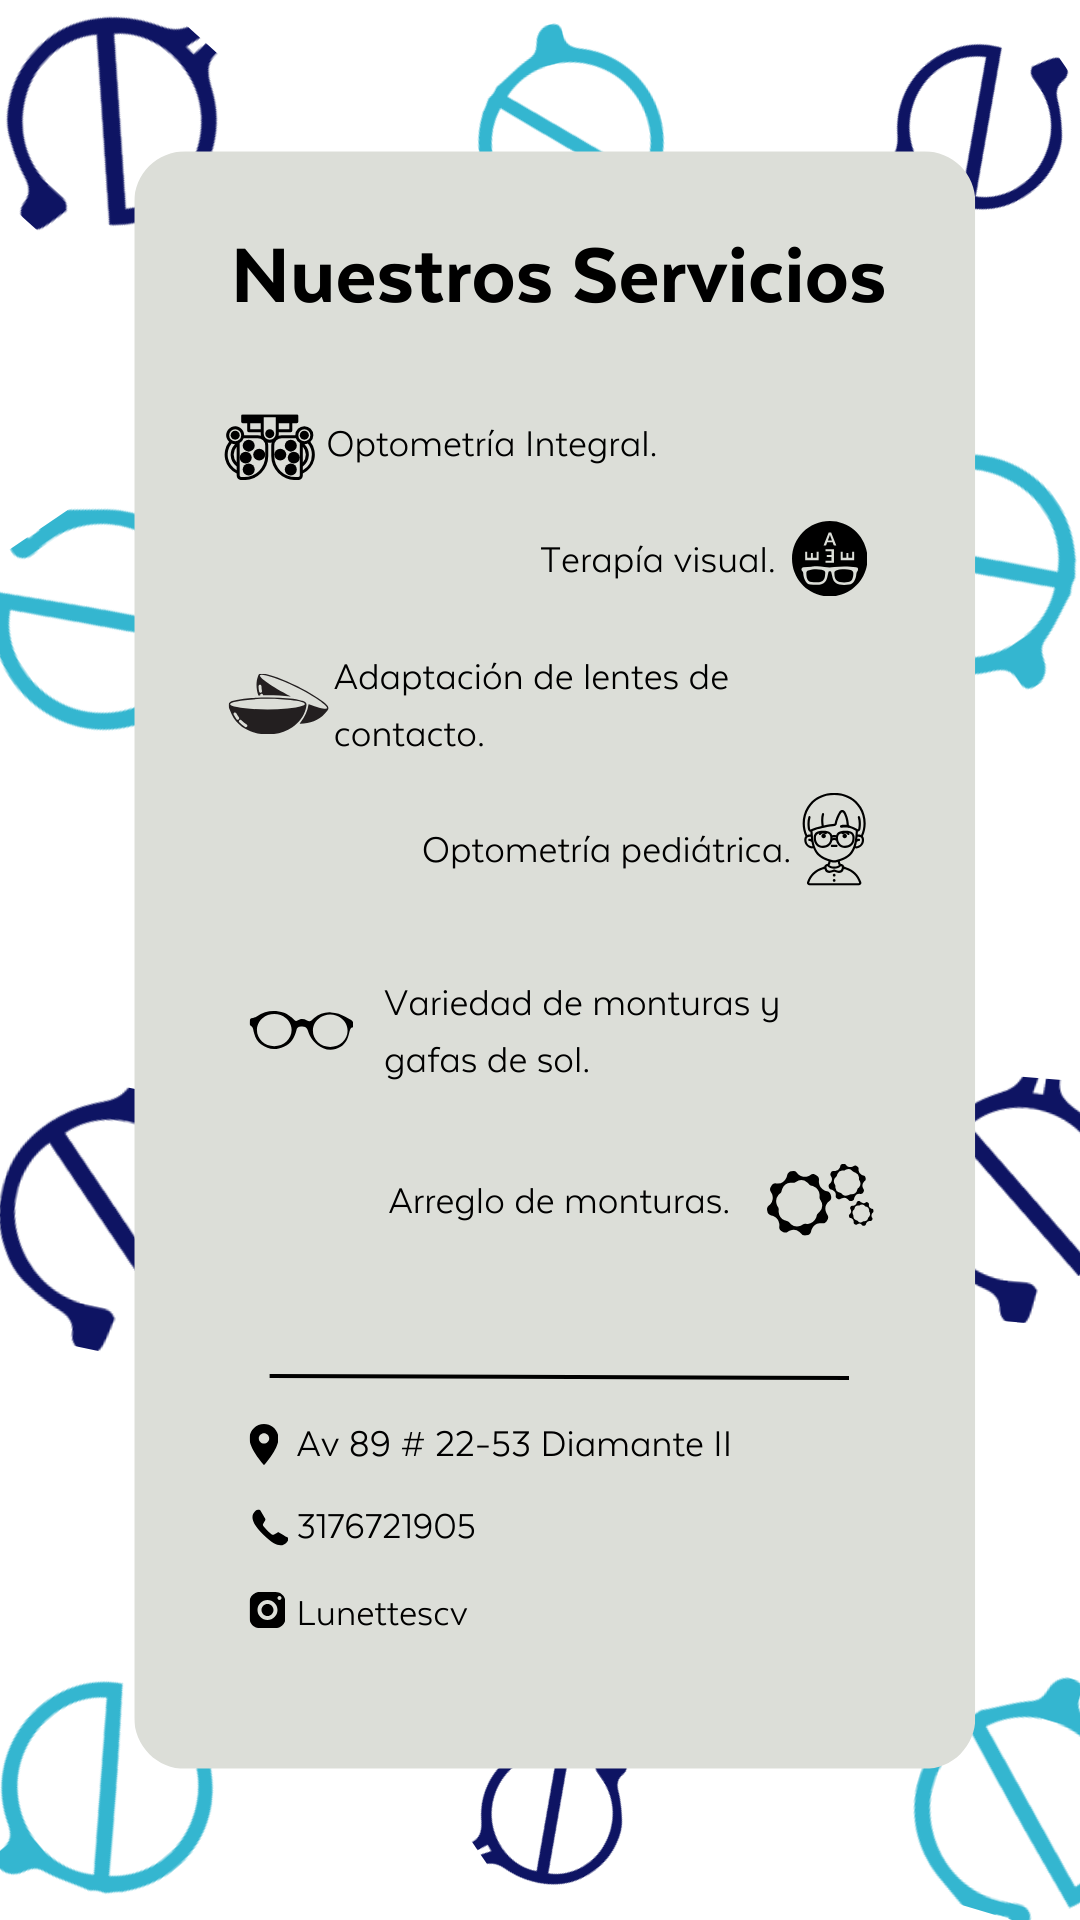 Nuestros Servicios
Optometría Integral.
Terapía visual.
A
E E E
Adaptación de lentes de
contacto.
Optometría pediátrica.
Variedad de monturas y
gafas de sol.
Arreglo de monturas.
Av 89 # 22-53 Diamante II
3176721905
Lunettescv